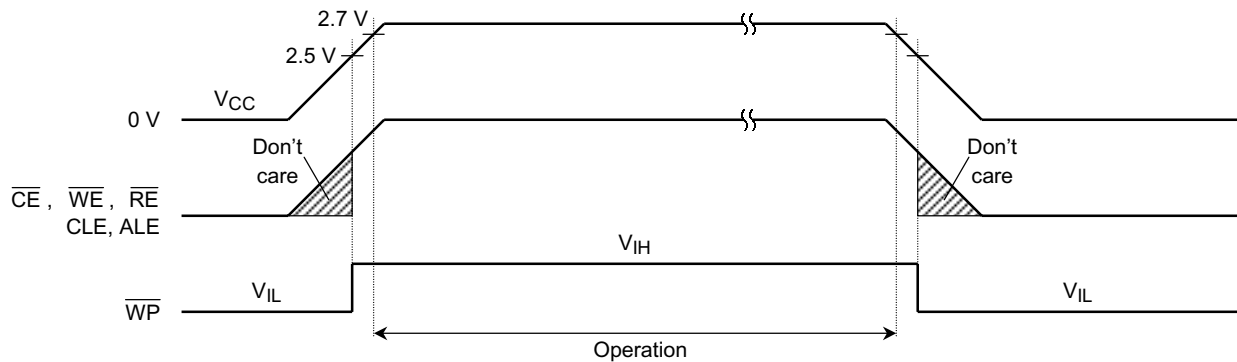 2.7 V
2.5 V
VCC
0 V
Don't
care
Don't
care
CE , WE , RE
CLE, ALE
VIH
VIL
VIL
WP
Operation